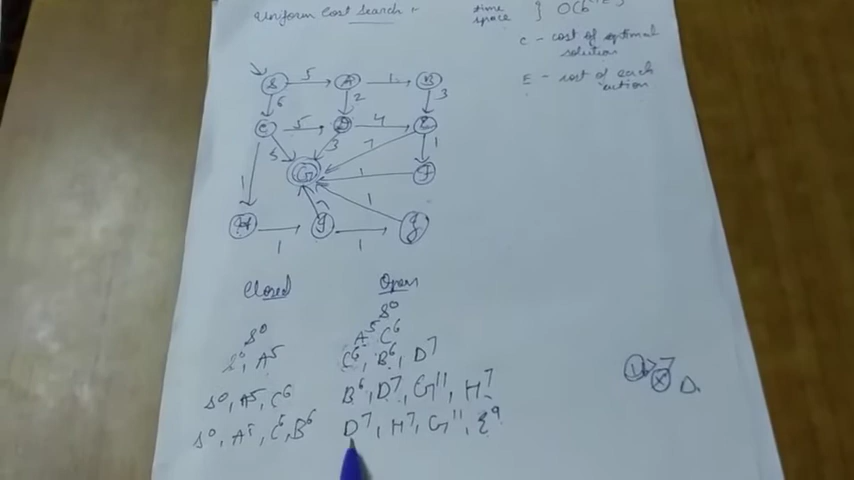 Uniform Cost Search :-
time
space } O(b
C - cost of optimal
solution
E - cost of each
action
S 5 A 1 B
6 2 3
C 5 D 4 E
5 3 7 1
G 1 F
1 1
H 1 1
Closed Open
S⁰
S⁰ A⁵ C⁶
S⁰, A⁵ C⁶, B⁶, D⁷
S⁰, A⁵, C⁶ B⁶, D⁷, G¹¹, H⁷
S⁰, A⁵, C⁶, B⁶ D⁷, H⁷, G¹¹, E⁹